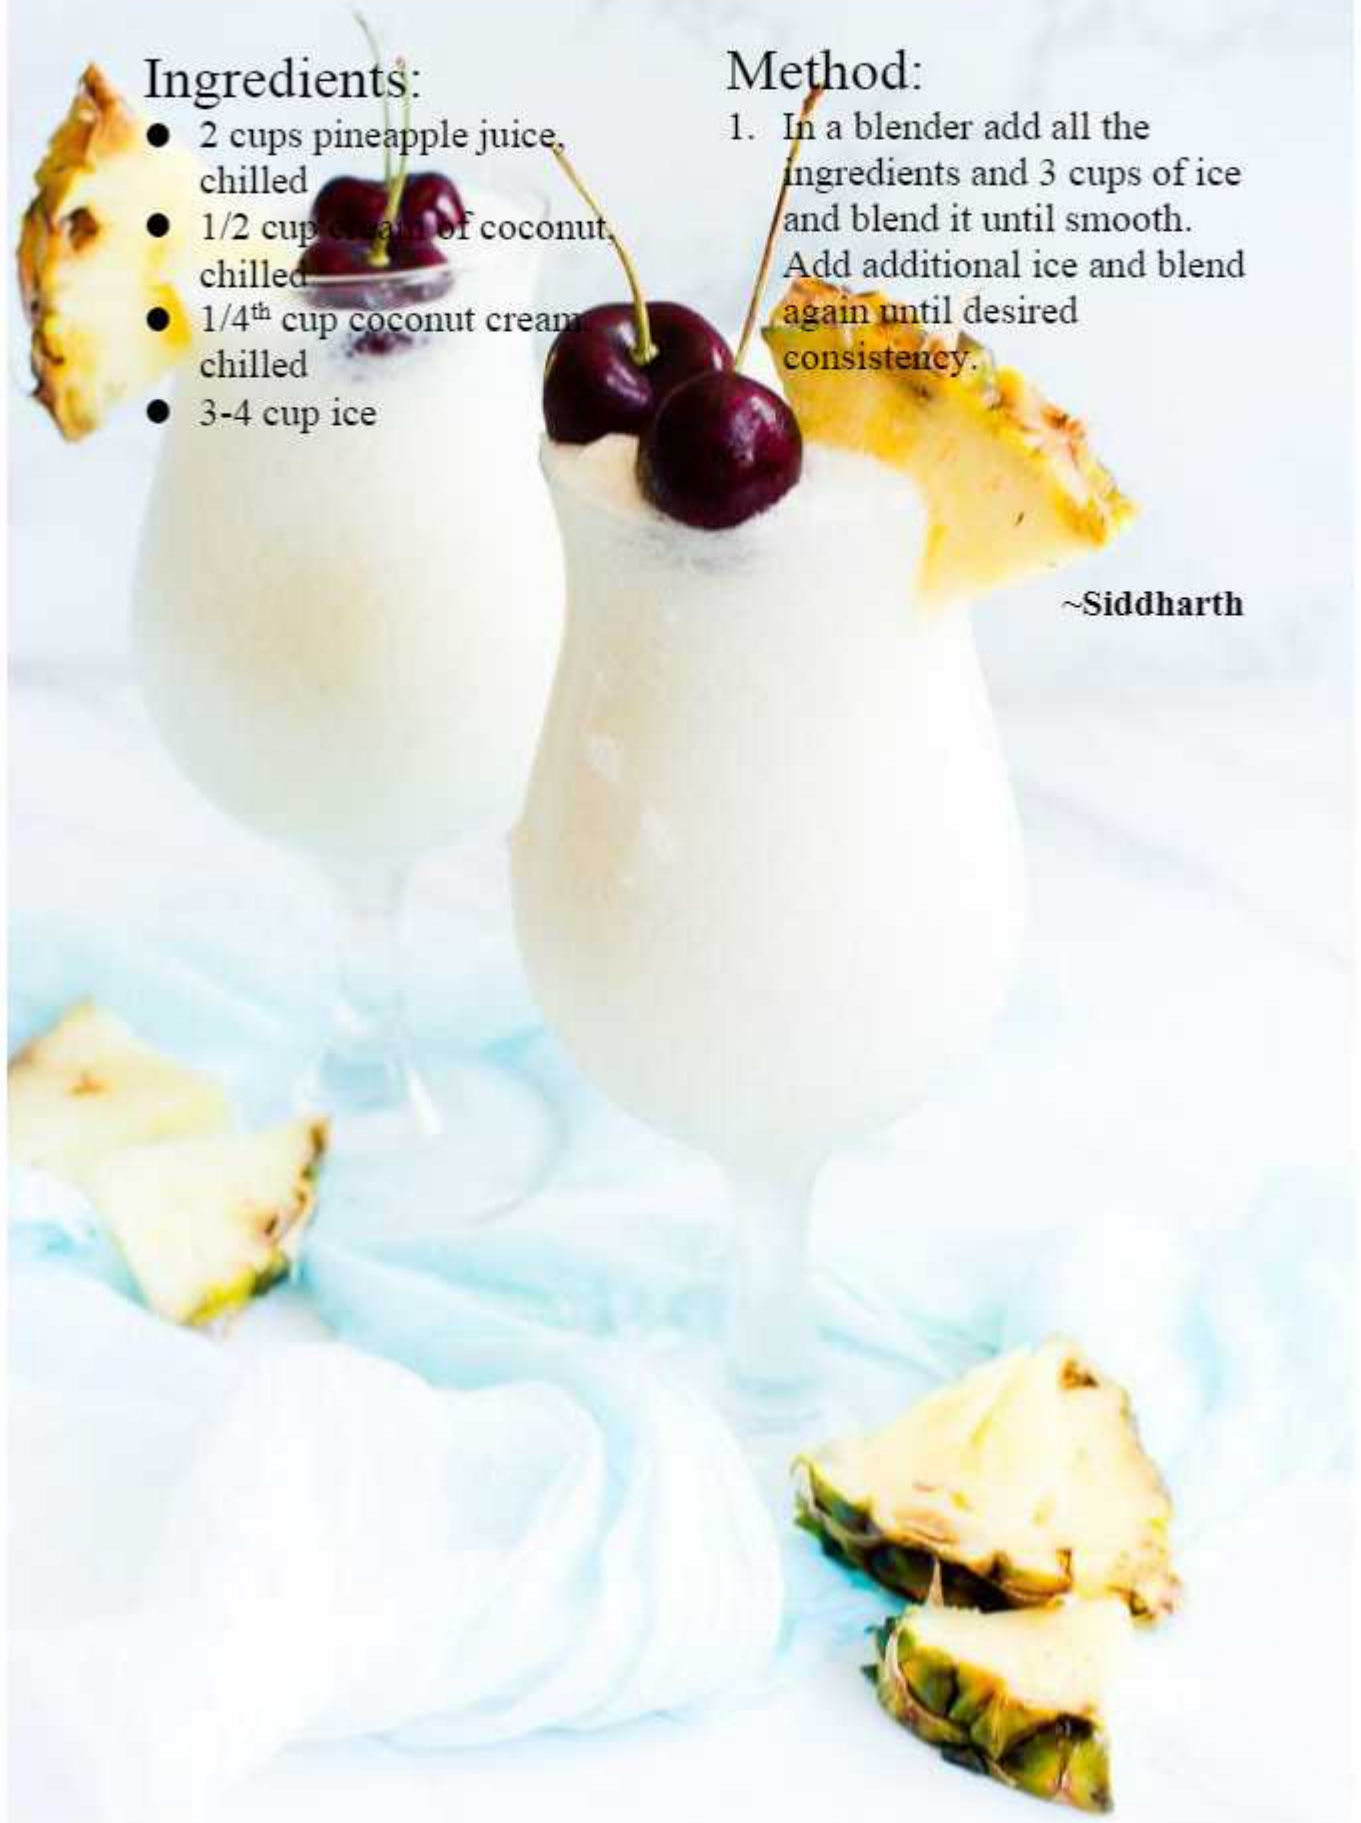 Ingredients:
● 2 cups pineapple juice,
chilled
● 1/2 cup cream of coconut,
chilled
● 1/4th cup coconut cream,
chilled
● 3-4 cup ice
Method:
1. In a blender add all the
ingredients and 3 cups of ice
and blend it until smooth.
Add additional ice and blend
again until desired
consistency.
~Siddharth